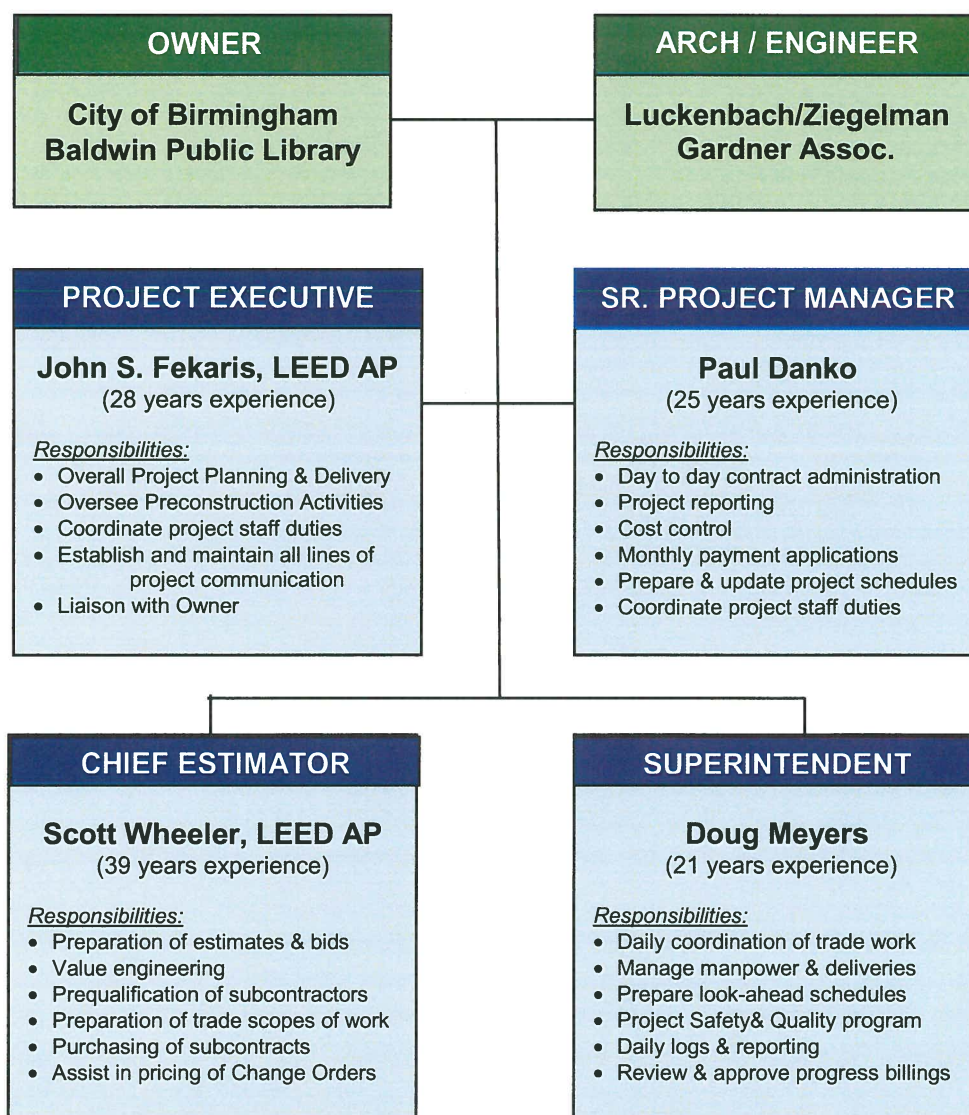 OWNER
City of Birmingham
Baldwin Public Library
ARCH / ENGINEER
Luckenbach/Ziegelman
Gardner Assoc.
PROJECT EXECUTIVE
John S. Fekaris, LEED AP
(28 years experience)
Responsibilities:
• Overall Project Planning & Delivery
• Oversee Preconstruction Activities
• Coordinate project staff duties
• Establish and maintain all lines of
project communication
• Liaison with Owner
SR. PROJECT MANAGER
Paul Danko
(25 years experience)
Responsibilities:
• Day to day contract administration
• Project reporting
• Cost control
• Monthly payment applications
• Prepare & update project schedules
• Coordinate project staff duties
CHIEF ESTIMATOR
Scott Wheeler, LEED AP
(39 years experience)
Responsibilities:
• Preparation of estimates & bids
• Value engineering
• Prequalification of subcontractors
• Preparation of trade scopes of work
• Purchasing of subcontracts
• Assist in pricing of Change Orders
SUPERINTENDENT
Doug Meyers
(21 years experience)
Responsibilities:
• Daily coordination of trade work
• Manage manpower & deliveries
• Prepare look-ahead schedules
• Project Safety& Quality program
• Daily logs & reporting
• Review & approve progress billings